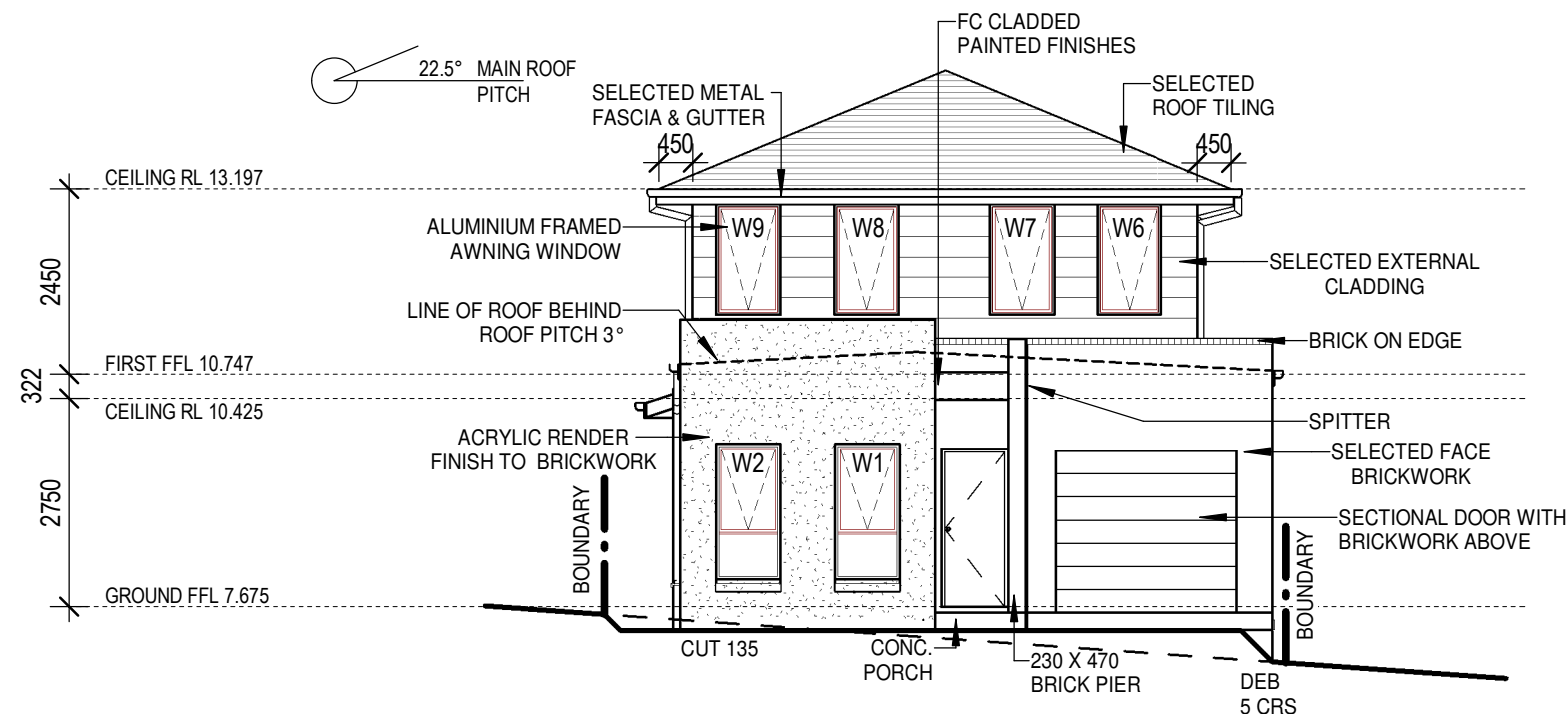 FC CLADDED
PAINTED FINISHES
22.5° MAIN ROOF
PITCH
SELECTED METAL
FASCIA & GUTTER
SELECTED
ROOF TILING
450
450
CEILING RL 13.197
ALUMINIUM FRAMED
AWNING WINDOW
W9
W8
W7
W6
2450
SELECTED EXTERNAL
CLADDING
LINE OF ROOF BEHIND
ROOF PITCH 3°
BRICK ON EDGE
FIRST FFL 10.747
322
CEILING RL 10.425
SPITTER
ACRYLIC RENDER
FINISH TO BRICKWORK
W2
W1
SELECTED FACE
BRICKWORK
2750
BOUNDARY
SECTIONAL DOOR WITH
BRICKWORK ABOVE
BOUNDARY
GROUND FFL 7.675
CUT 135
CONC.
PORCH
230 X 470
BRICK PIER
DEB
5 CRS